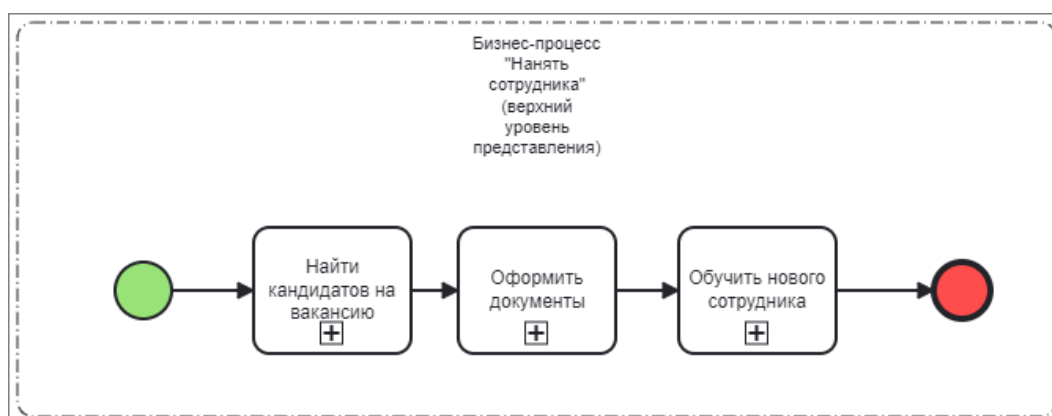 Бизнес-процесс
"Нанять
сотрудника"
(верхний
уровень
представления)
Найти
кандидатов на
вакансию
Оформить
документы
Обучить нового
сотрудника